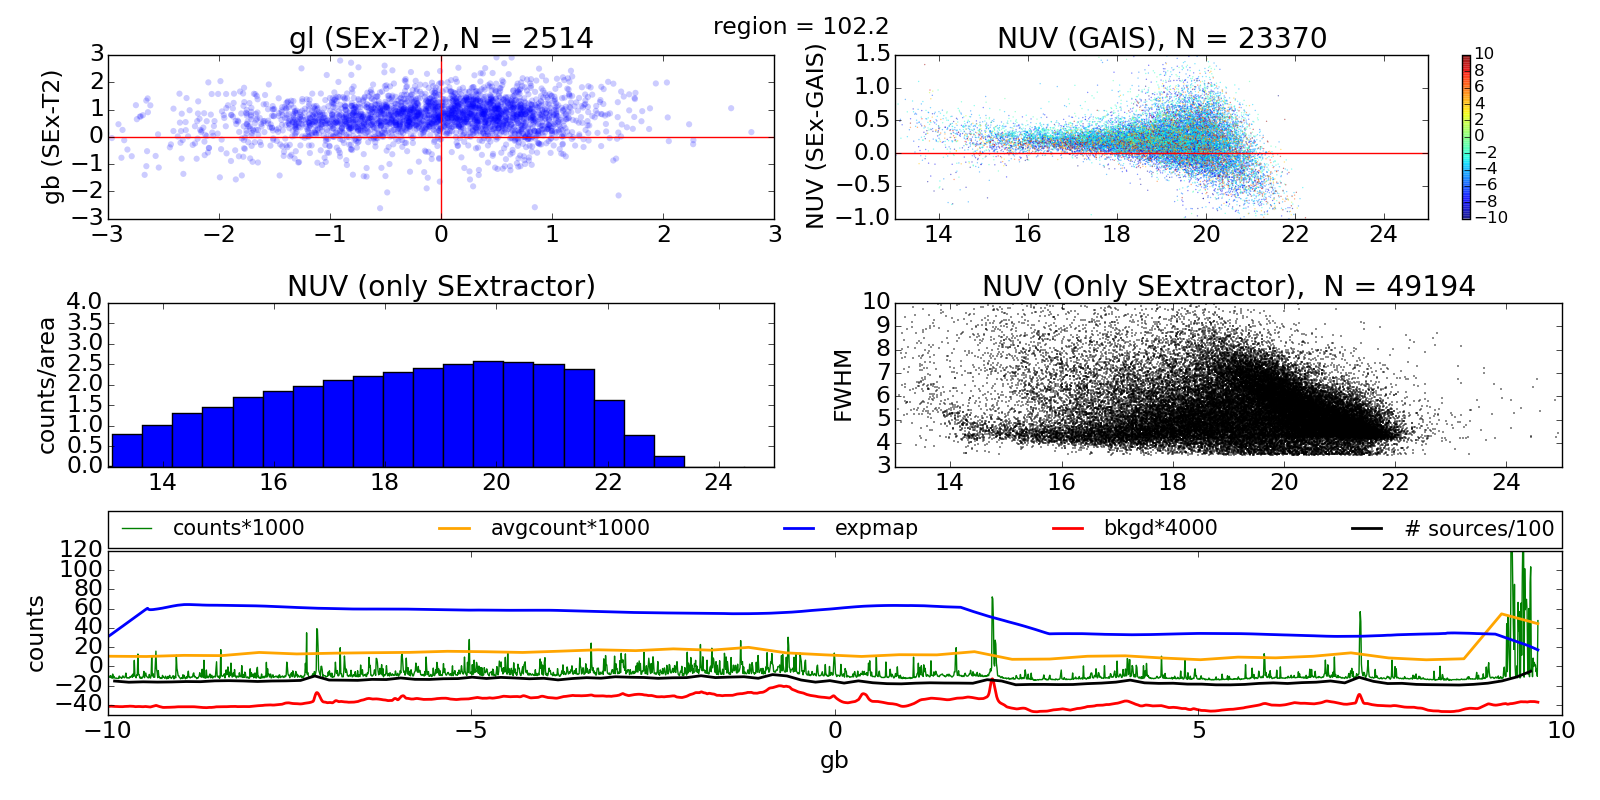 region = 102.2
gl (SEx-T2), N = 2514
gb (SEx-T2)
3
2
1
0
−1
−2
−3
−3 −2 −1 0 1 2 3
NUV (GAIS), N = 23370
NUV (SEx-GAIS)
1.5
1.0
0.5
0.0
−0.5
−1.0
14 16 18 20 22 24
10
8
6
4
2
0
−2
−4
−6
−8
−10
NUV (only SExtractor)
counts/area
4.0
3.5
3.0
2.5
2.0
1.5
1.0
0.5
0.0
14 16 18 20 22 24
NUV (Only SExtractor),  N = 49194
FWHM
10
9
8
7
6
5
4
3
14 16 18 20 22 24
counts*1000 avgcount*1000 expmap bkgd*4000 # sources/100
counts
120
100
80
60
40
20
0
−20
−40
−10 −5 0 5 10
gb